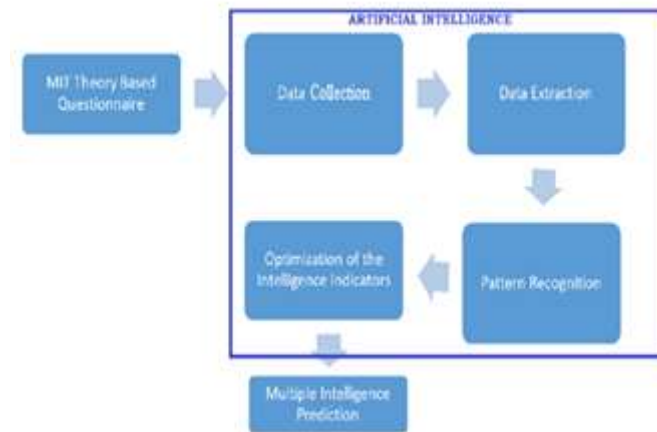 ARTIFICIAL INTELLIGENCE
MIT Theory Based
Questionnaire
Data Collection
Data Extraction
Optimization of the
Intelligence Indicators
Pattern Recognition
Multiple Intelligence
Prediction